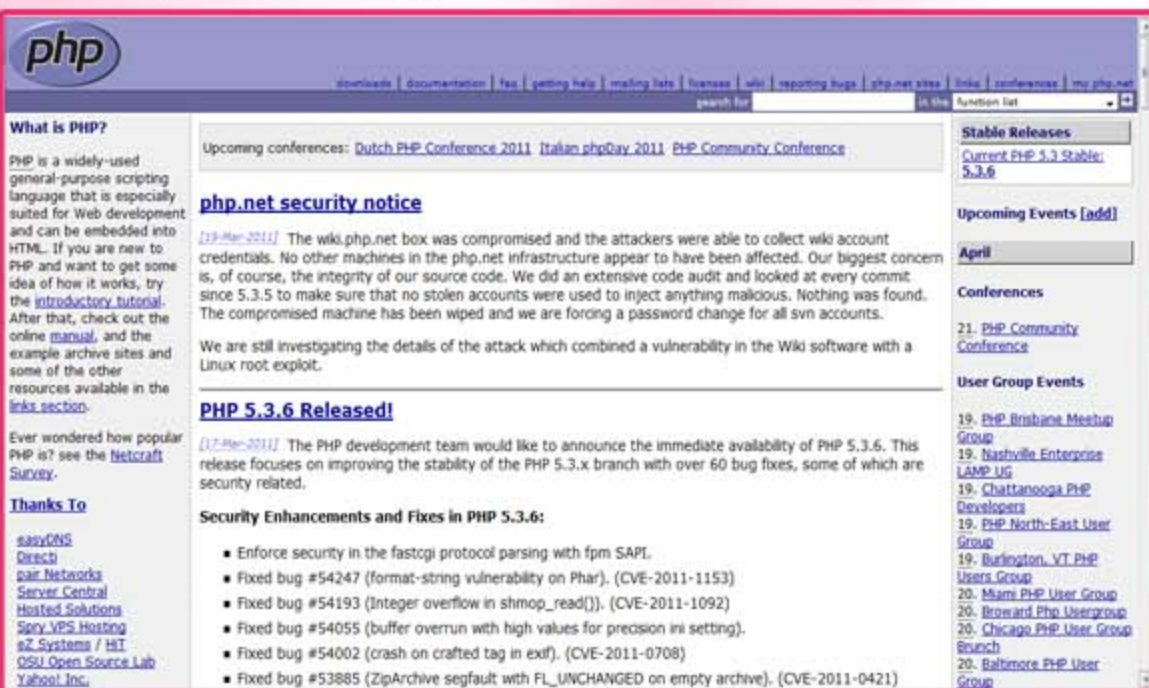 php
downloads | documentation | faq | getting help | mailing lists | licenses | wiki | reporting bugs | php.net sites | links | conferences | my php.net
search for in the function list
What is PHP?
PHP is a widely-used
general-purpose scripting
language that is especially
suited for Web development
and can be embedded into
HTML. If you are new to
PHP and want to get some
idea of how it works, try
the introductory tutorial.
After that, check out the
online manual, and the
example archive sites and
some of the other
resources available in the
links section.
Ever wondered how popular
PHP is? see the Netcraft
Survey.
Thanks To
easyDNS
Directi
pair Networks
Server Central
Hosted Solutions
Spry VPS Hosting
eZ Systems / HiT
OSU Open Source Lab
Yahoo! Inc.
Upcoming conferences: Dutch PHP Conference 2011 Italian phpDay 2011 PHP Community Conference
php.net security notice
[19-Mar-2011] The wiki.php.net box was compromised and the attackers were able to collect wiki account
credentials. No other machines in the php.net infrastructure appear to have been affected. Our biggest concern
is, of course, the integrity of our source code. We did an extensive code audit and looked at every commit
since 5.3.5 to make sure that no stolen accounts were used to inject anything malicious. Nothing was found.
The compromised machine has been wiped and we are forcing a password change for all svn accounts.
We are still investigating the details of the attack which combined a vulnerability in the Wiki software with a
Linux root exploit.
PHP 5.3.6 Released!
[17-Mar-2011] The PHP development team would like to announce the immediate availability of PHP 5.3.6. This
release focuses on improving the stability of the PHP 5.3.x branch with over 60 bug fixes, some of which are
security related.
Security Enhancements and Fixes in PHP 5.3.6:
▪ Enforce security in the fastcgi protocol parsing with fpm SAPI.
▪ Fixed bug #54247 (format-string vulnerability on Phar). (CVE-2011-1153)
▪ Fixed bug #54193 (Integer overflow in shmop_read()). (CVE-2011-1092)
▪ Fixed bug #54055 (buffer overrun with high values for precision ini setting).
▪ Fixed bug #54002 (crash on crafted tag in exif). (CVE-2011-0708)
▪ Fixed bug #53885 (ZipArchive segfault with FL_UNCHANGED on empty archive). (CVE-2011-0421)
Stable Releases
Current PHP 5.3 Stable:
5.3.6
Upcoming Events [add]
April
Conferences
21. PHP Community
Conference
User Group Events
19. PHP Brisbane Meetup
Group
19. Nashville Enterprise
LAMP UG
19. Chattanooga PHP
Developers
19. PHP North-East User
Group
19. Burlington, VT PHP
Users Group
20. Miami PHP User Group
20. Broward Php Usergroup
20. Chicago PHP User Group
Brunch
20. Baltimore PHP User
Group